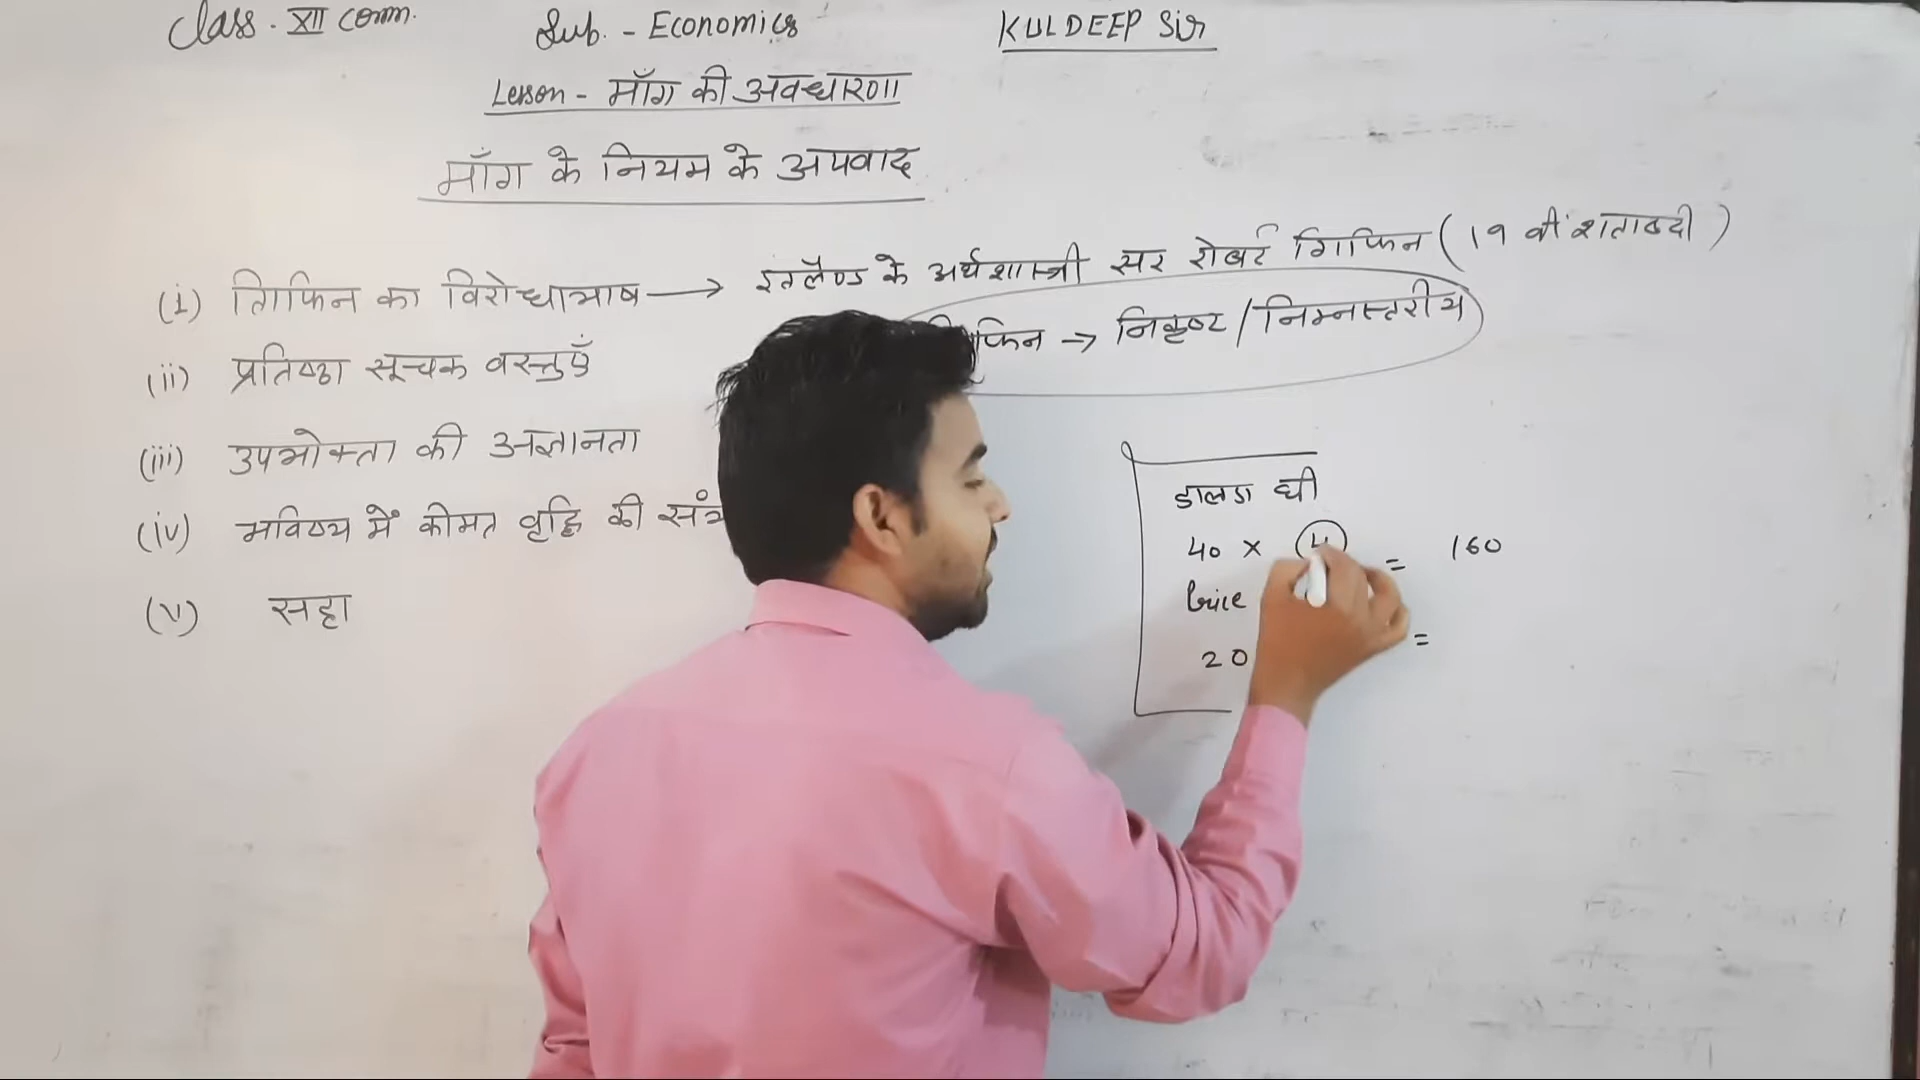 Class. XII comm. Sub. - Economics KULDEEP Sir
Lesson - माँग की अवधारणा
माँग के नियम के अपवाद
(i) गिफिन का विरोधाभाष → इंग्लैण्ड के अर्थशास्त्री सर रोबर्ट गिफिन (19 वीं शताब्दी)
फिन → निकृष्ट/निम्नस्तरीय
(ii) प्रतिष्ठा सूचक वस्तुएँ
(iii) उपभोक्ता की अज्ञानता
(iv) भविष्य में कीमत वृद्धि की
(v) सट्टा
डालडा घी
40 × 4 = 160
Price
20 =